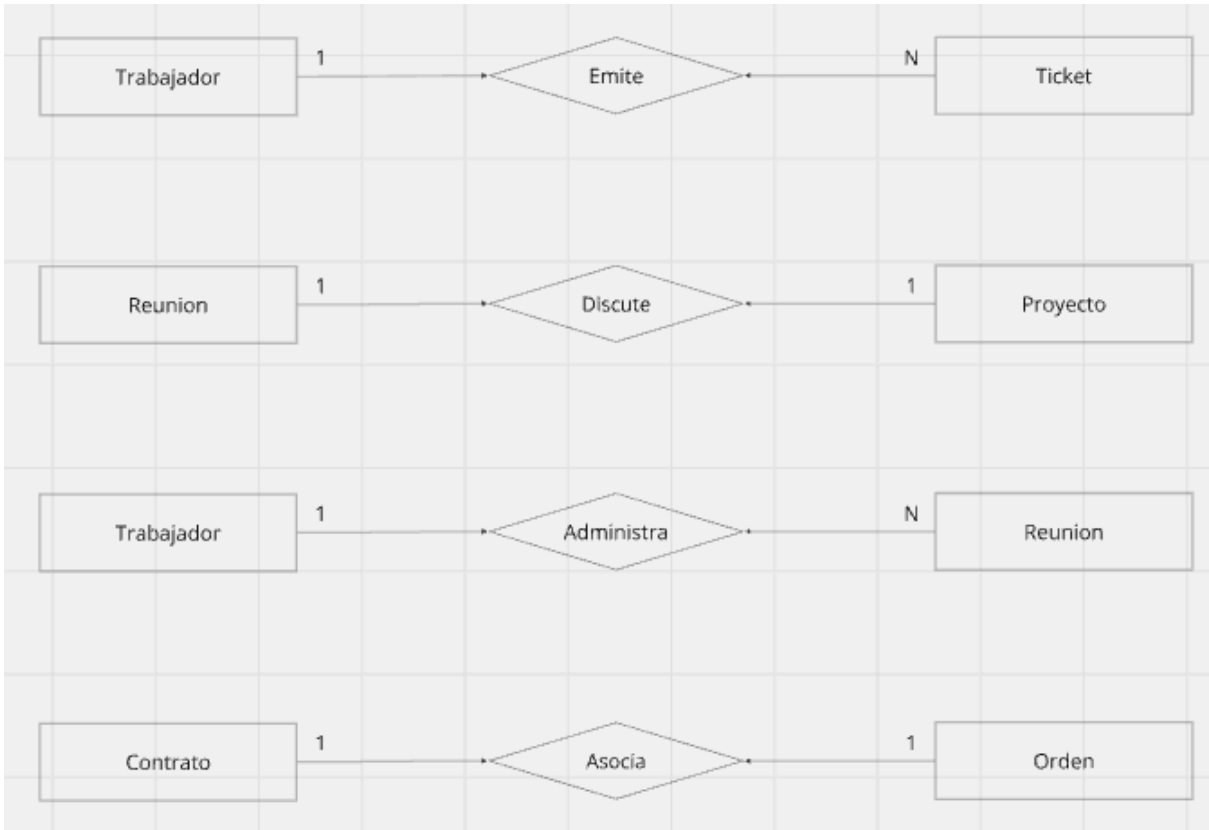 1 N
Trabajador Emite Ticket
1 1
Reunion Discute Proyecto
1 N
Trabajador Administra Reunion
1 1
Contrato Asocia Orden